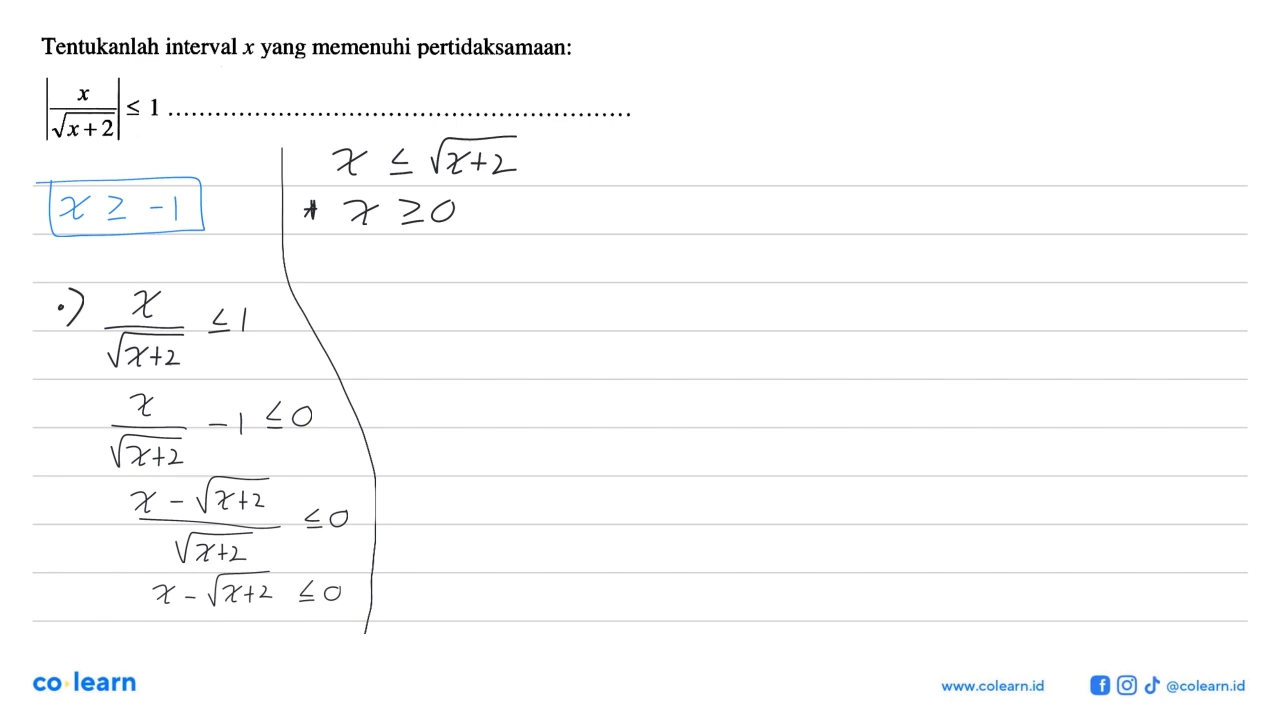 Tentukanlah interval x yang memenuhi pertidaksamaan:
|x/√(x+2)| ≤ 1 ................................................................
x ≥ -1
•) x/√(x+2) ≤ 1
x/√(x+2) - 1 ≤ 0
(x - √(x+2))/√(x+2) ≤ 0
x - √(x+2) ≤ 0
x ≤ √(x+2)
* x ≥ 0
co learn
www.colearn.id
@colearn.id